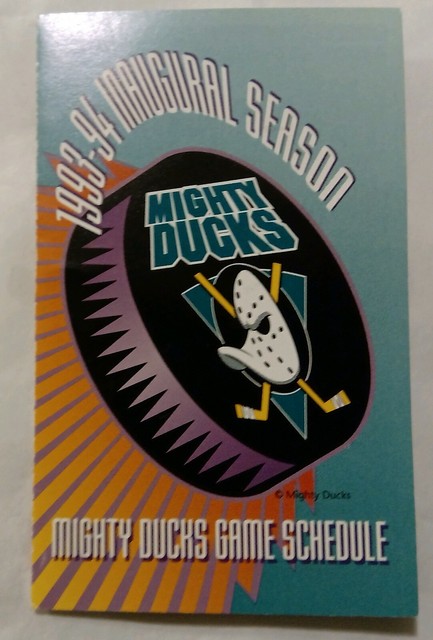 1993-94 INAUGURAL SEASON
MIGHTY
DUCKS
© Mighty Ducks
MIGHTY DUCKS GAME SCHEDULE